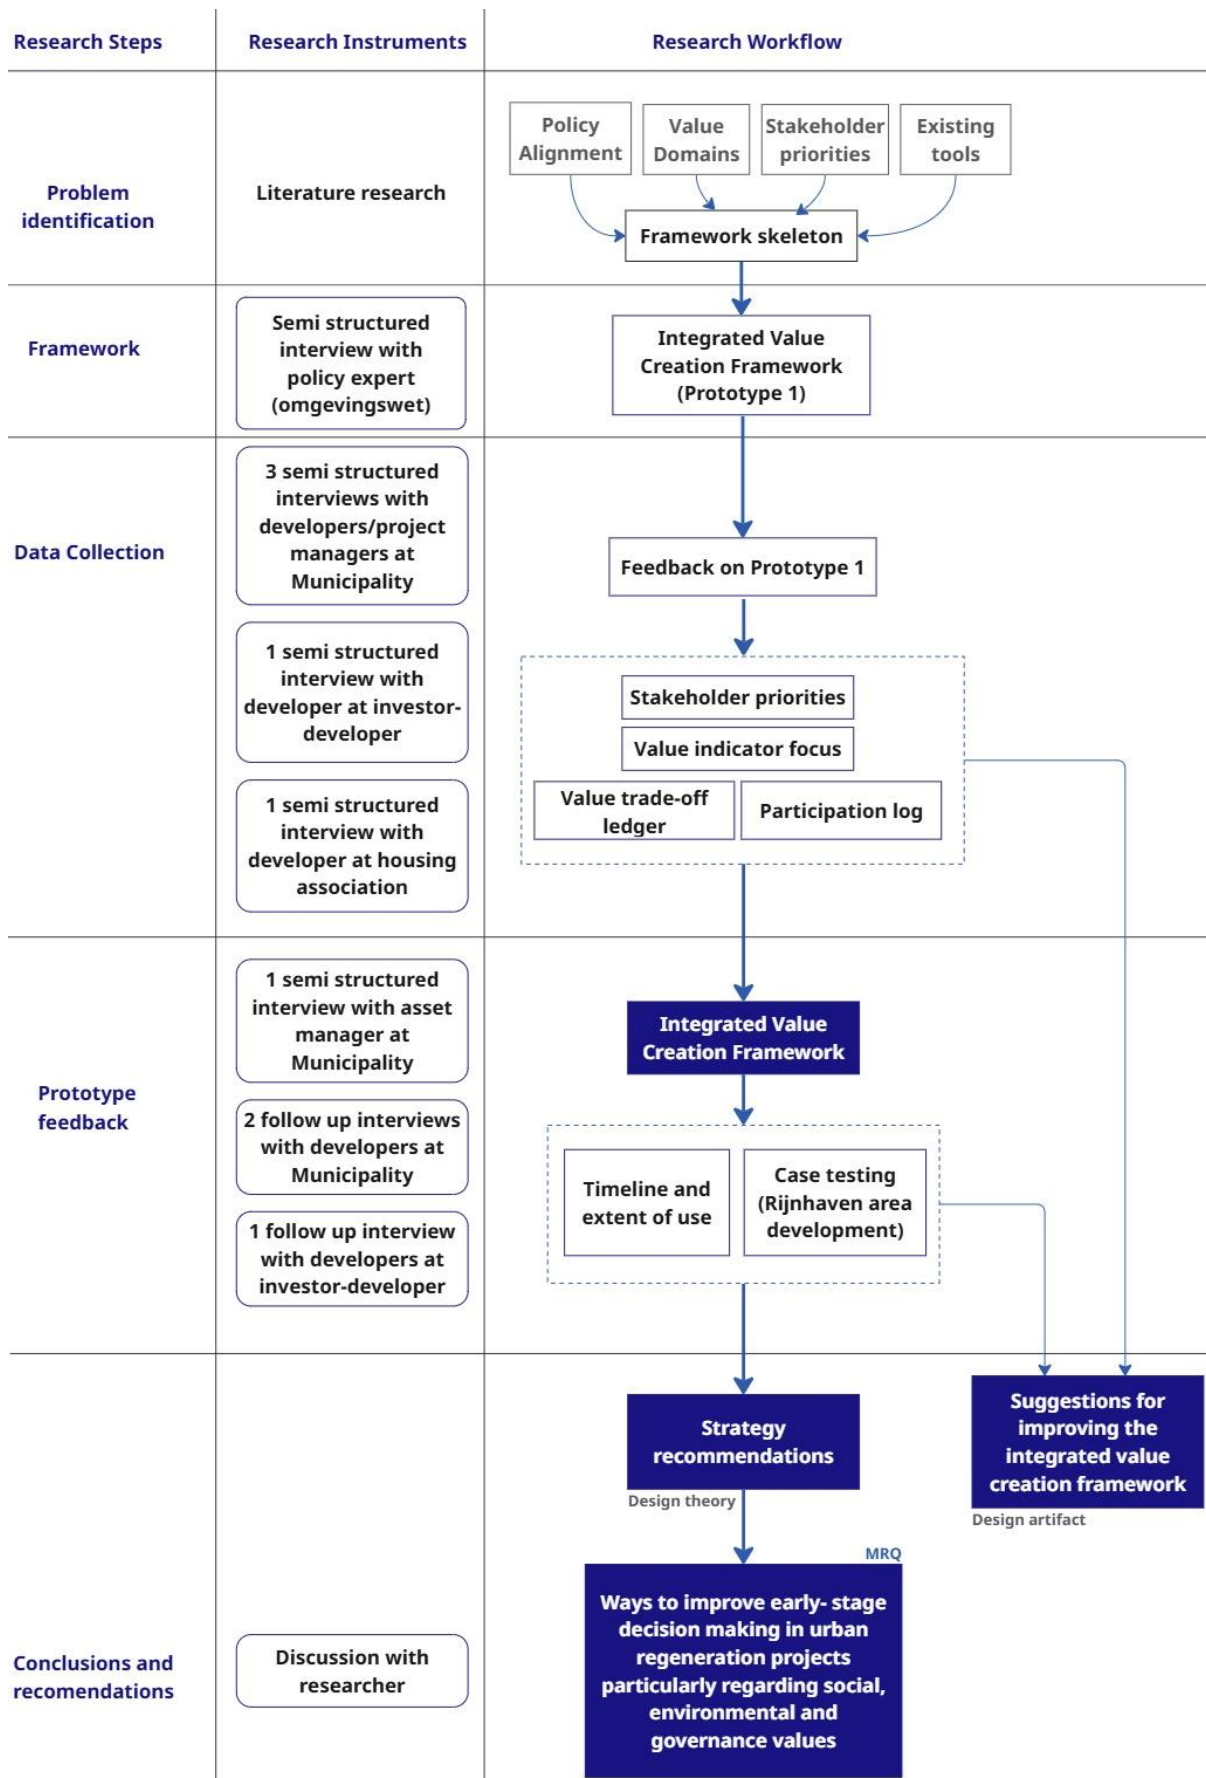 Research Steps
Research Instruments
Research Workflow
Problem
identification
Literature research
Policy
Alignment
Value
Domains
Stakeholder
priorities
Existing
tools
Framework skeleton
Framework
Semi structured
interview with
policy expert
(omgevingswet)
Integrated Value
Creation Framework
(Prototype 1)
Data Collection
3 semi structured
interviews with
developers/project
managers at
Municipality
1 semi structured
interview with
developer at investor-
developer
1 semi structured
interview with
developer at housing
association
Feedback on Prototype 1
Stakeholder priorities
Value indicator focus
Value trade-off
ledger
Participation log
Prototype
feedback
1 semi structured
interview with asset
manager at
Municipality
2 follow up interviews
with developers at
Municipality
1 follow up interview
with developers at
investor-developer
Integrated Value
Creation Framework
Timeline and
extent of use
Case testing
(Rijnhaven area
development)
Conclusions and
recomendations
Discussion with
researcher
Strategy
recommendations
Design theory
Suggestions for
improving the
integrated value
creation framework
Design artifact
MRQ
Ways to improve early- stage
decision making in urban
regeneration projects
particularly regarding social,
environmental and
governance values